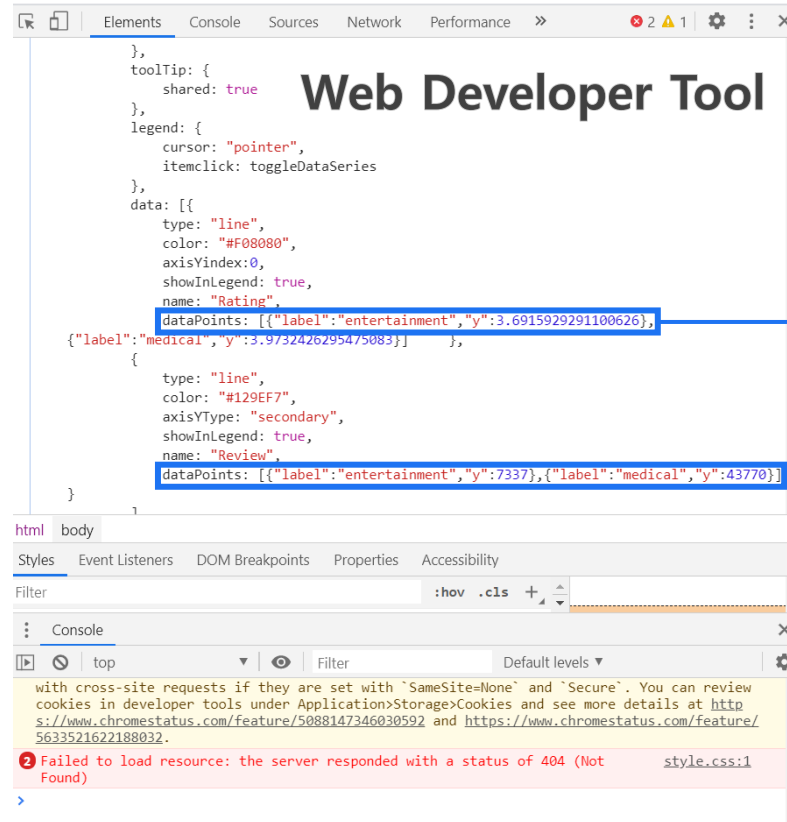 Elements Console Sources Network Performance » 2 1
},
toolTip: {
shared: true
Web Developer Tool
},
legend: {
cursor: "pointer",
itemclick: toggleDataSeries
},
data: [{
type: "line",
color: "#F08080",
axisYindex:0,
showInLegend: true,
name: "Rating",
dataPoints: [{"label":"entertainment","y":3.6915929291100626},
{"label":"medical","y":3.9732426295475083}] },
{
type: "line",
color: "#129EF7",
axisYType: "secondary",
showInLegend: true,
name: "Review",
dataPoints: [{"label":"entertainment","y":7337},{"label":"medical","y":43770}]
}
]
html body
Styles Event Listeners DOM Breakpoints Properties Accessibility
Filter :hov .cls +
Console
top Filter Default levels
with cross-site requests if they are set with `SameSite=None` and `Secure`. You can review
cookies in developer tools under Application>Storage>Cookies and see more details at http
s://www.chromestatus.com/feature/5088147346030592 and https://www.chromestatus.com/feature/
5633521622188032.
2 Failed to load resource: the server responded with a status of 404 (Not style.css:1
Found)
>